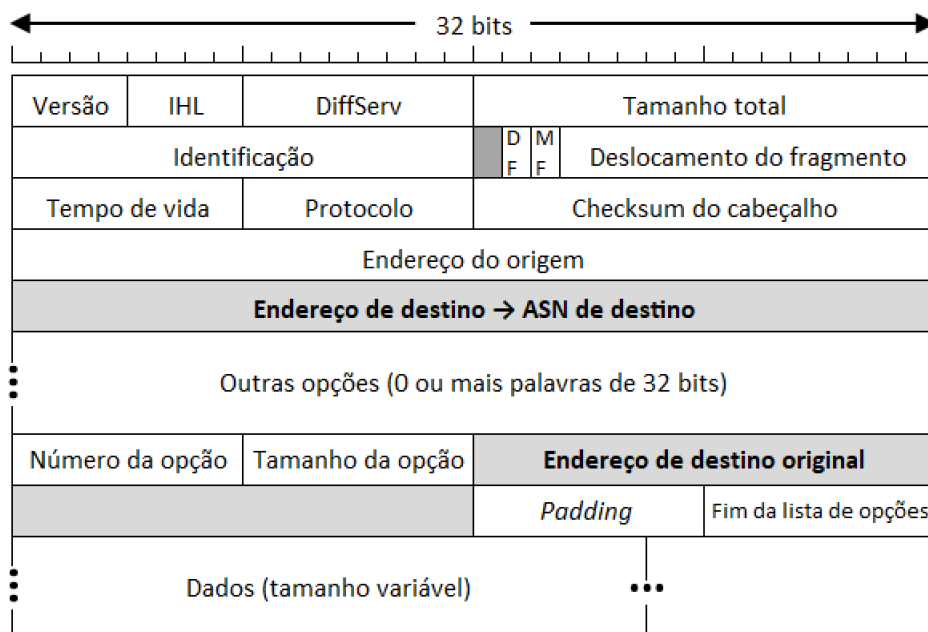 32 bits
Versão IHL DiffServ Tamanho total
Identificação DF MF Deslocamento do fragmento
Tempo de vida Protocolo Checksum do cabeçalho
Endereço do origem
Endereço de destino → ASN de destino
Outras opções (0 ou mais palavras de 32 bits)
Número da opção Tamanho da opção Endereço de destino original
Padding Fim da lista de opções
Dados (tamanho variável)